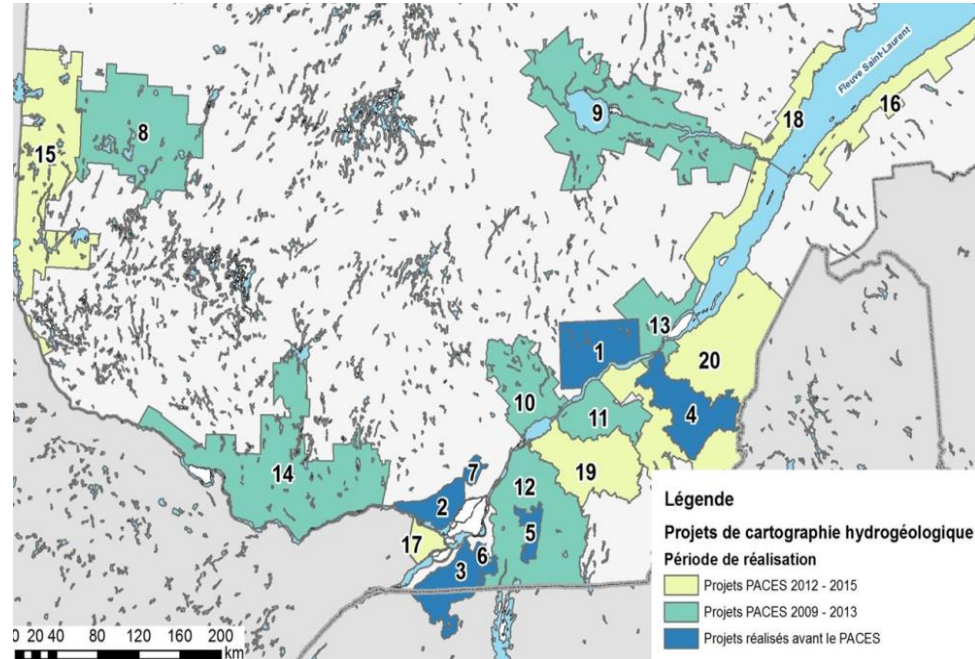 Fleuve Saint-Laurent
16
18
9
8
15
13
1
20
10
11
4
7
12
19
14
2
5
17
6
3
Légende
Projets de cartographie hydrogéologique
Période de réalisation
Projets PACES 2012 - 2015
Projets PACES 2009 - 2013
Projets réalisés avant le PACES
0 20 40 80 120 160 200
km